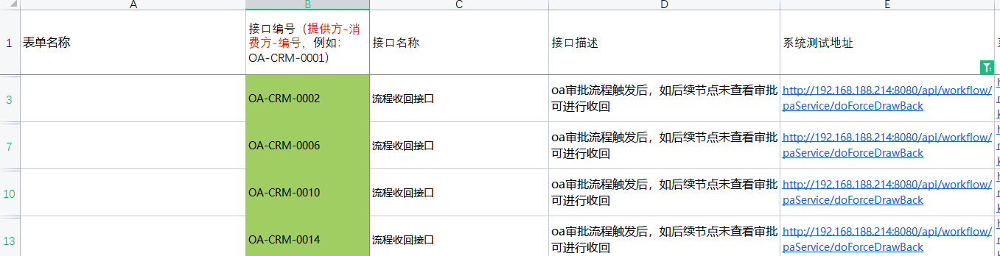 A B C D E
1
表单名称
接口编号（提供方-消
费方-编号，例如：
OA-CRM-0001）
接口名称
接口描述
系统测试地址
3
OA-CRM-0002
流程收回接口
oa审批流程触发后，如后续节点未查看审批
可进行收回
http://192.168.188.214:8080/api/workflow/
paService/doForceDrawBack
7
OA-CRM-0006
流程收回接口
oa审批流程触发后，如后续节点未查看审批
可进行收回
http://192.168.188.214:8080/api/workflow/
paService/doForceDrawBack
10
OA-CRM-0010
流程收回接口
oa审批流程触发后，如后续节点未查看审批
可进行收回
http://192.168.188.214:8080/api/workflow/
paService/doForceDrawBack
13
OA-CRM-0014
流程收回接口
oa审批流程触发后，如后续节点未查看审批
可进行收回
http://192.168.188.214:8080/api/workflow/
paService/doForceDrawBack